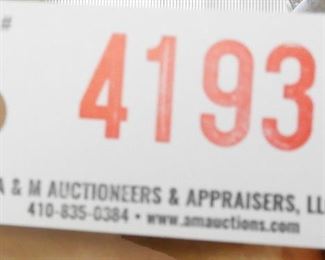 #
4193
A & M AUCTIONEERS & APPRAISERS, LL
410-835-0384 • www.amauctions.com